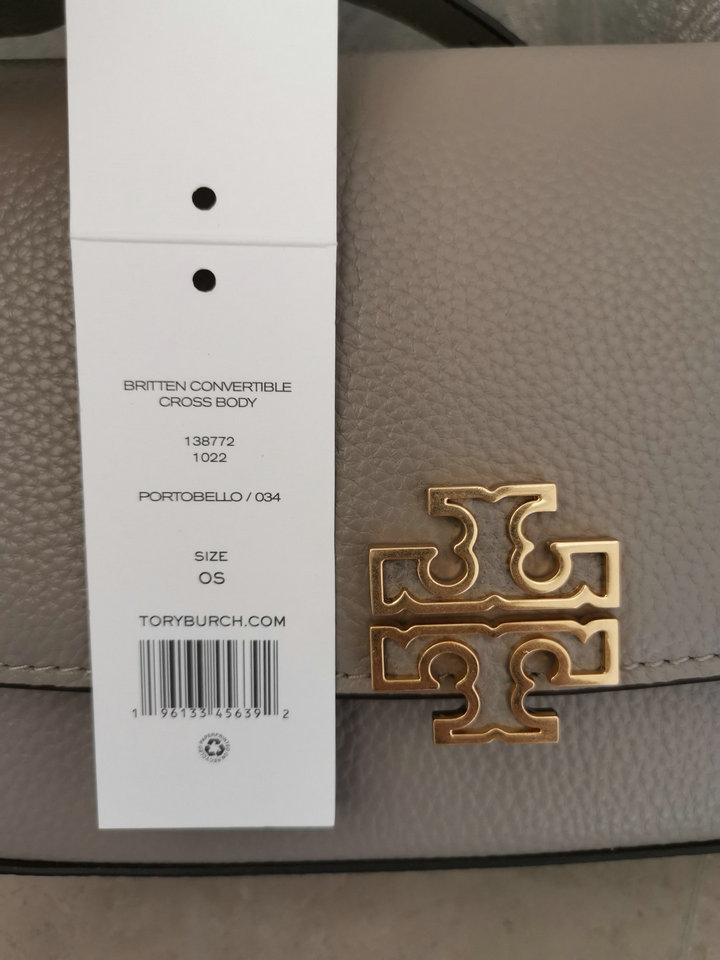 BRITTEN CONVERTIBLE
CROSS BODY
138772
1022
PORTOBELLO / 034
SIZE
OS
TORYBURCH.COM
1 96133 45639 2